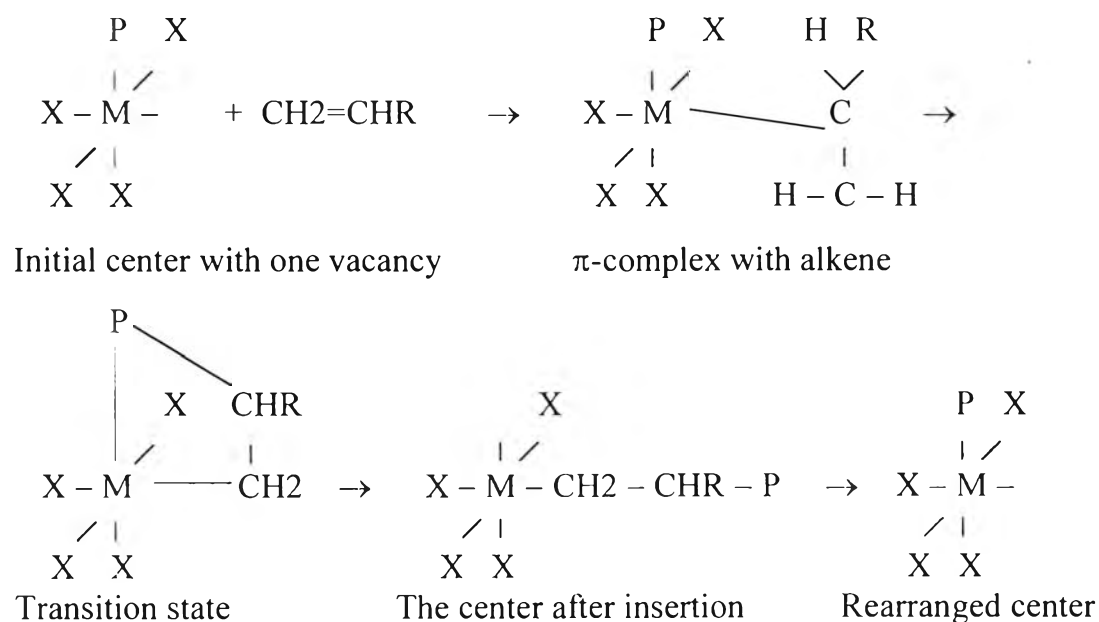 P X P X H R
X – M – + CH2=CHR → X – M C →
X X X X H – C – H
Initial center with one vacancy π-complex with alkene
P
X CHR X P X
X – M CH2 → X – M – CH2 – CHR – P → X – M –
X X X X X X
Transition state The center after insertion Rearranged center